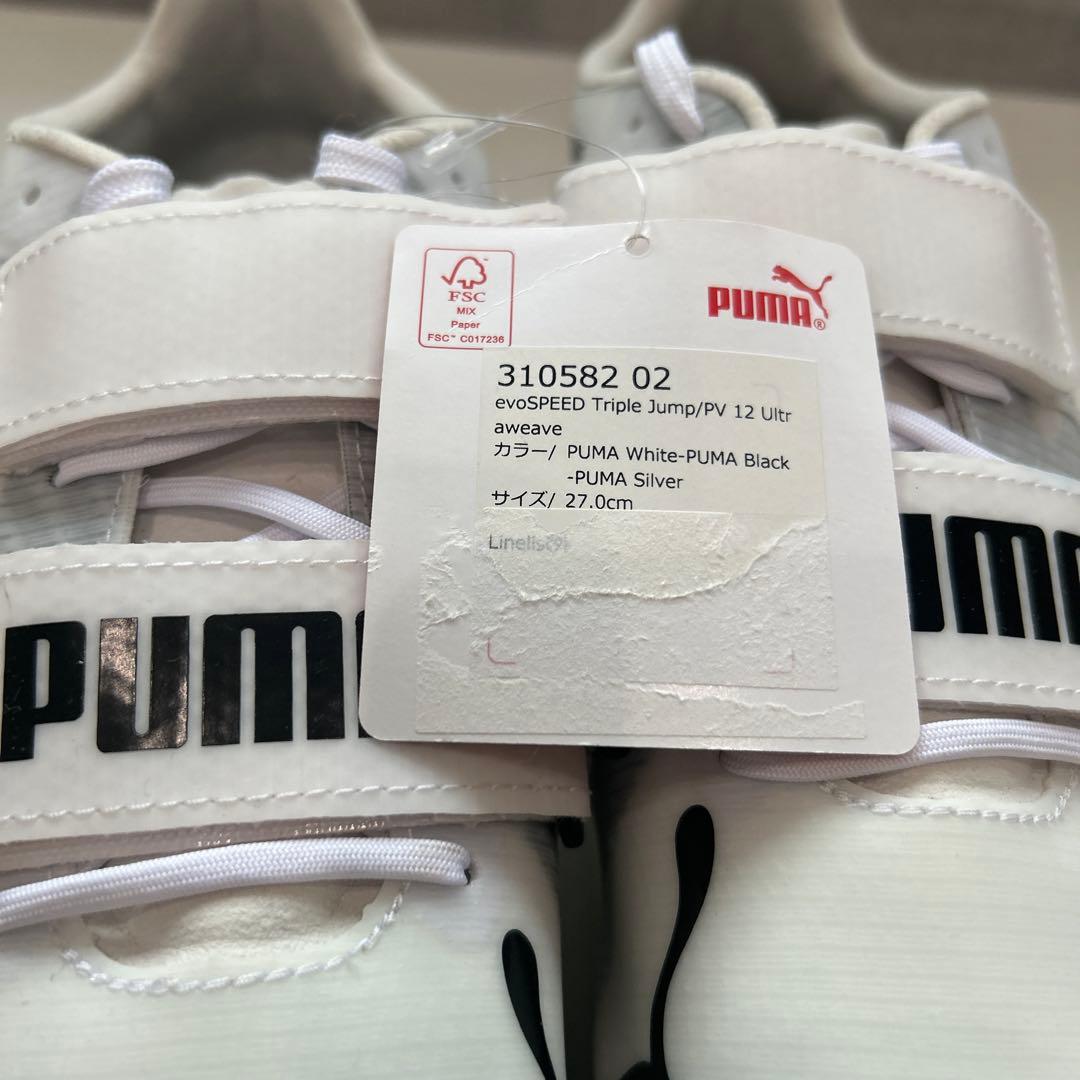 FSC
MIX
Paper
FSC™ C017236
PUMA®
310582 02
evoSPEED Triple Jump/PV 12 Ultr
aweave
カラー/ PUMA White-PUMA Black
-PUMA Silver
サイズ/ 27.0cm
PUMA
PUM